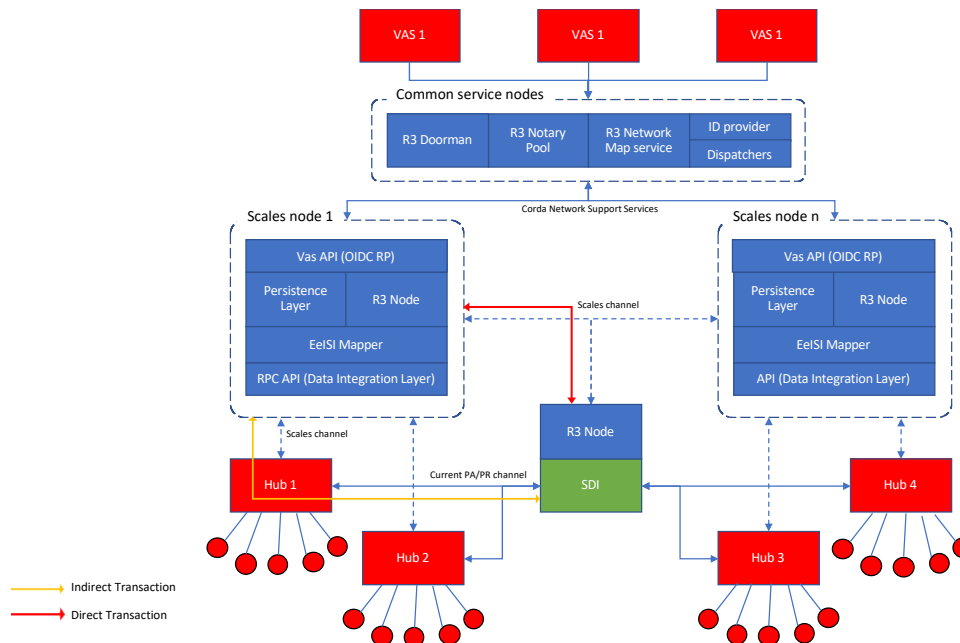 VAS 1
VAS 1
VAS 1
Common service nodes
R3 Doorman
R3 Notary
Pool
R3 Network
Map service
ID provider
Dispatchers
Corda Network Support Services
Scales node 1
Scales node n
Vas API (OIDC RP)
Persistence
Layer
R3 Node
EeISI Mapper
RPC API (Data Integration Layer)
Scales channel
Vas API (OIDC RP)
Persistence
Layer
R3 Node
EeISI Mapper
API (Data Integration Layer)
Scales channel
R3 Node
SDI
Current PA/PR channel
Hub 1
Hub 2
Hub 3
Hub 4
Indirect Transaction
Direct Transaction